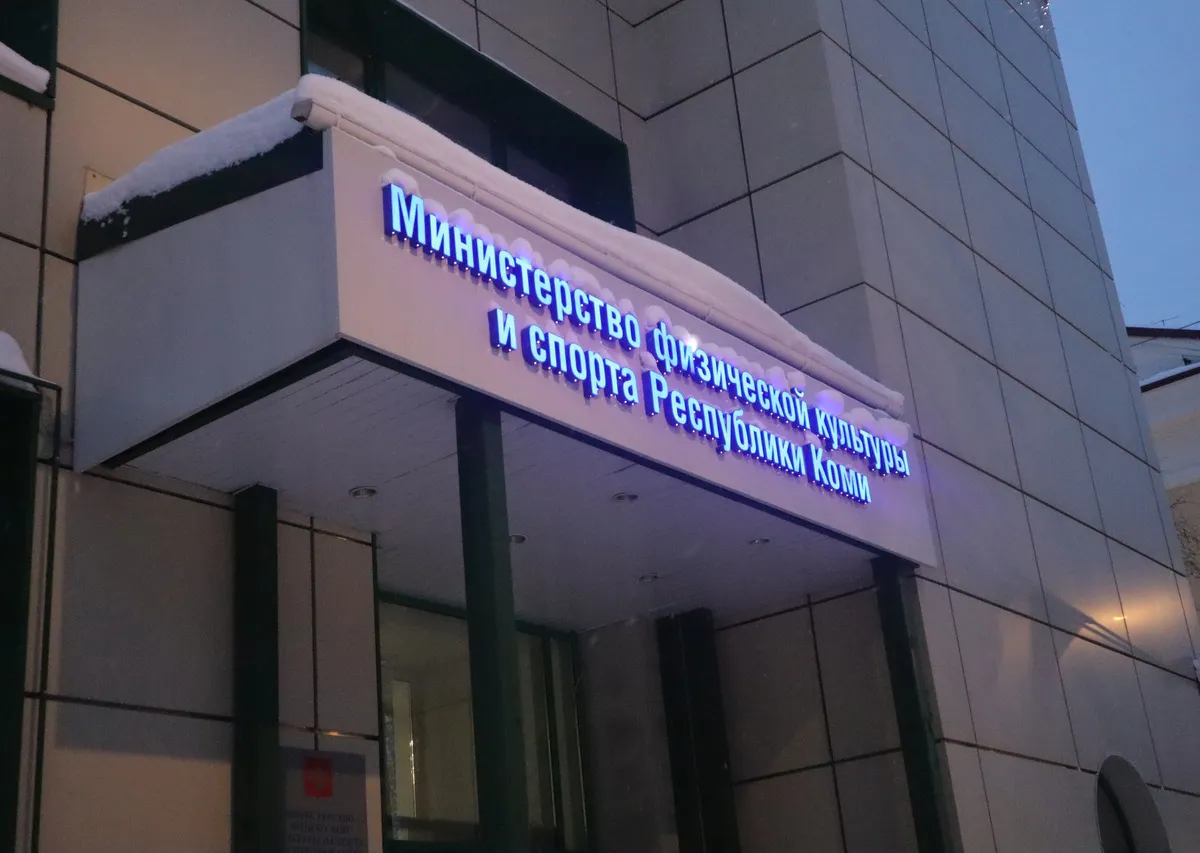 Министерство физической культуры
и спорта Республики Коми